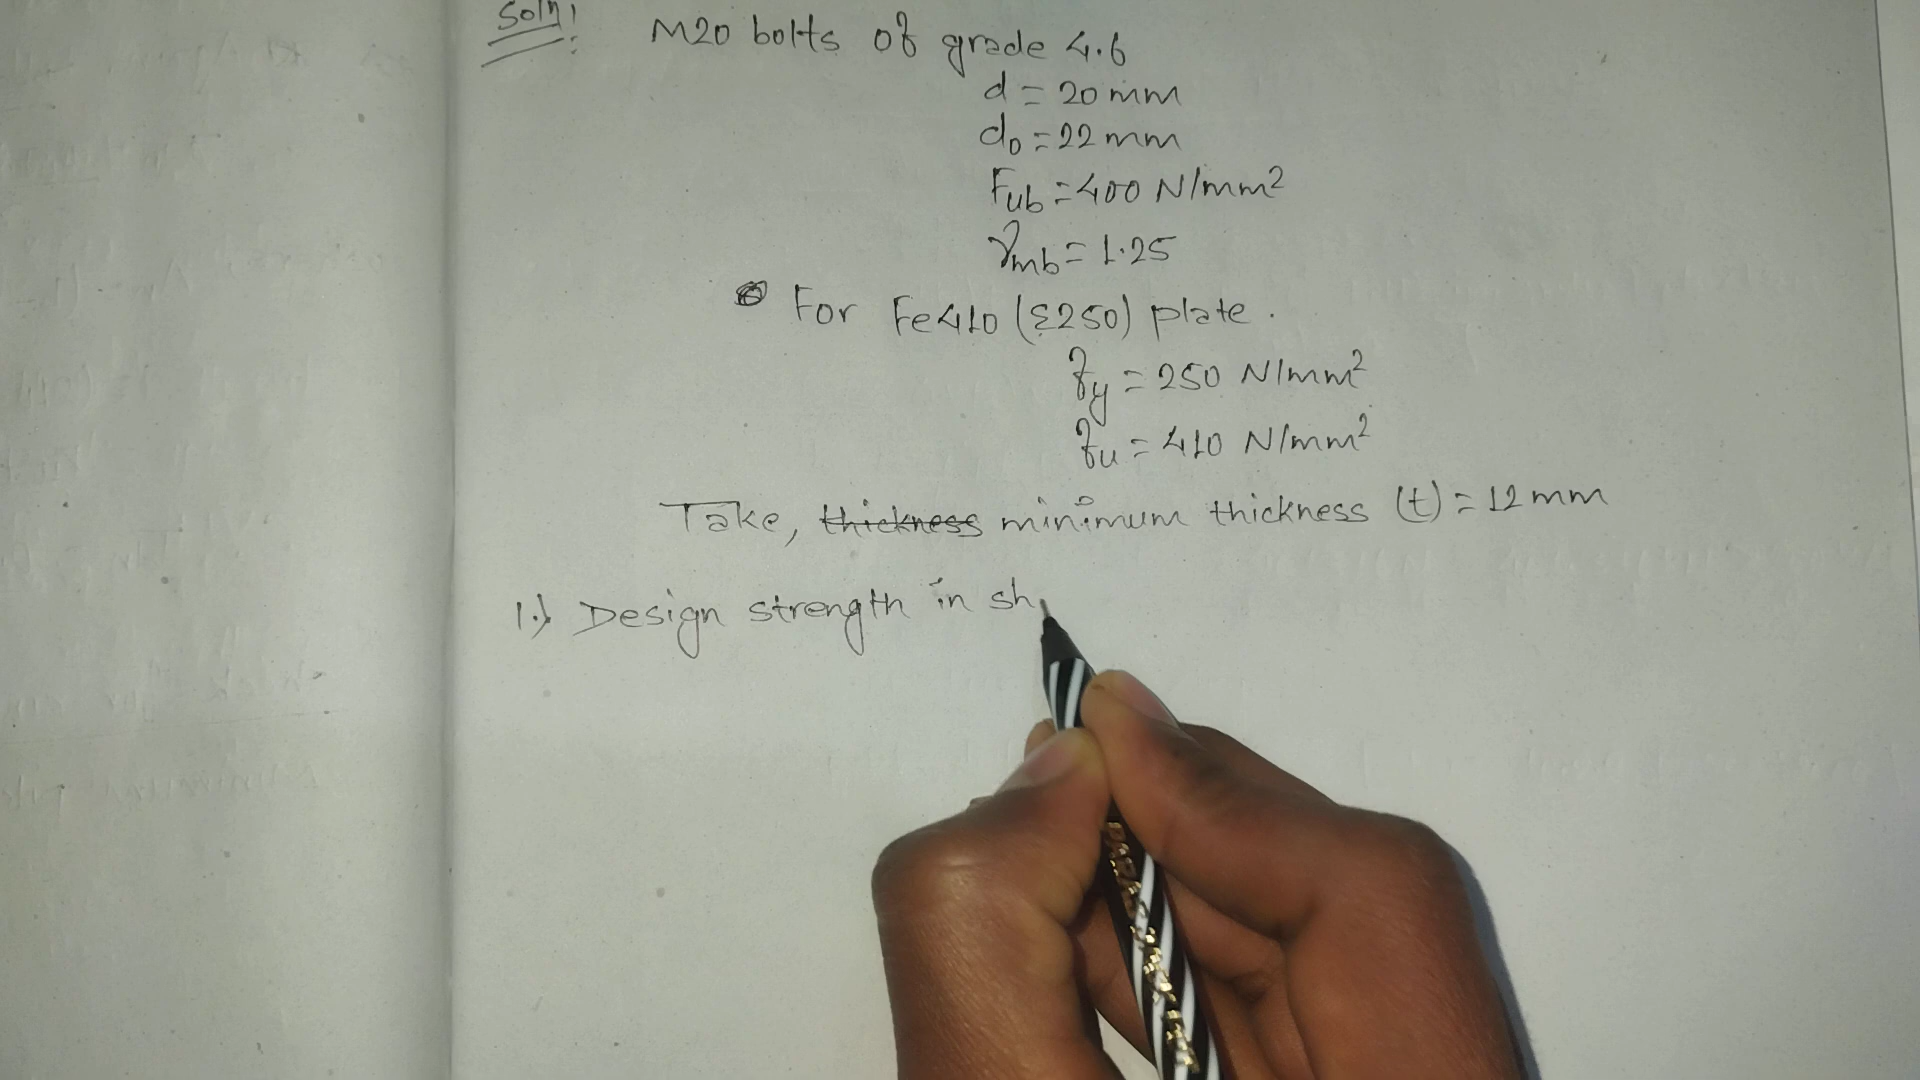 Soln:
M20 bolts of grade 4.6
d = 20 mm
do = 22 mm
Fub = 400 N/mm²
γmb = 1.25
For Fe410 (E250) plate.
fy = 250 N/mm²
fu = 410 N/mm²
Take, thickness minimum thickness (t) = 12 mm
1.) Design strength in sh